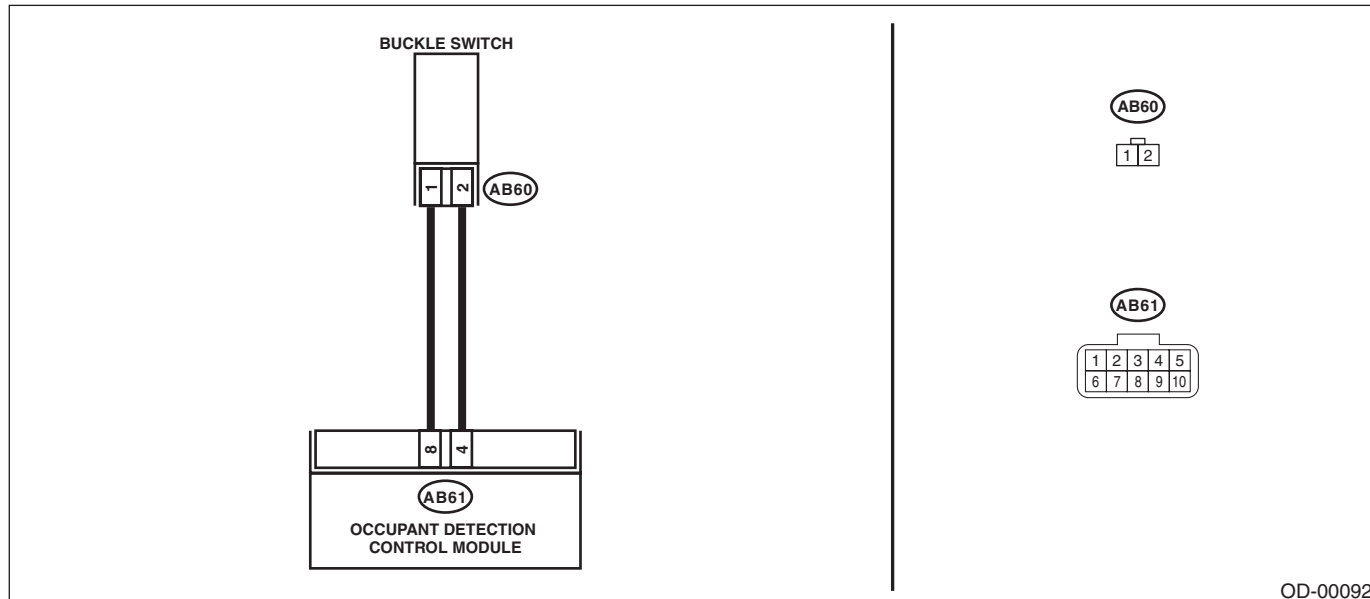 BUCKLE SWITCH
1 2
AB60
8 4
AB61
OCCUPANT DETECTION
CONTROL MODULE
AB60
1 2
AB61
1 2 3 4 5
6 7 8 9 10
OD-00092